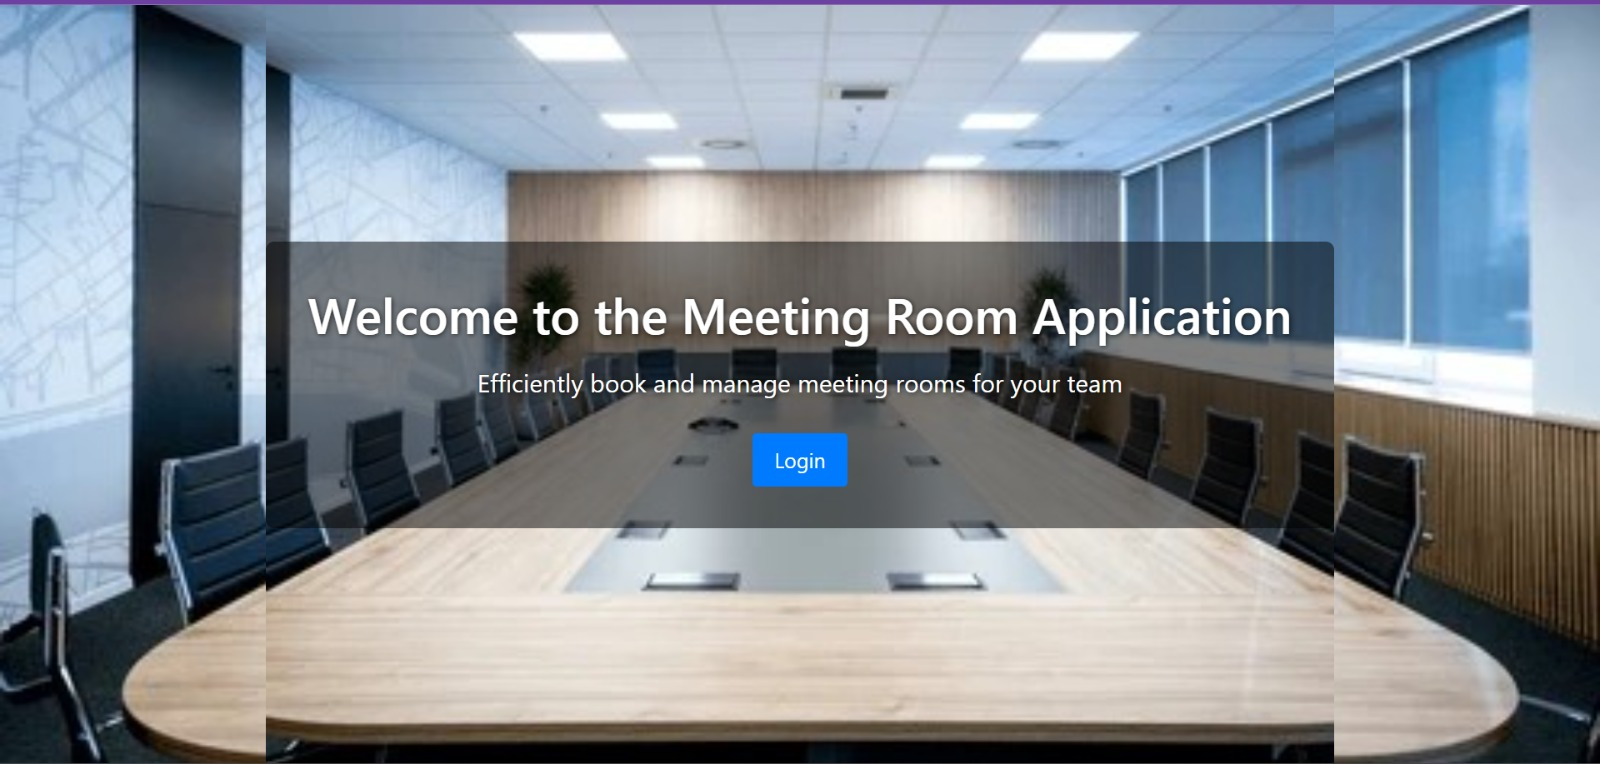 Welcome to the Meeting Room Application
Efficiently book and manage meeting rooms for your team
Login